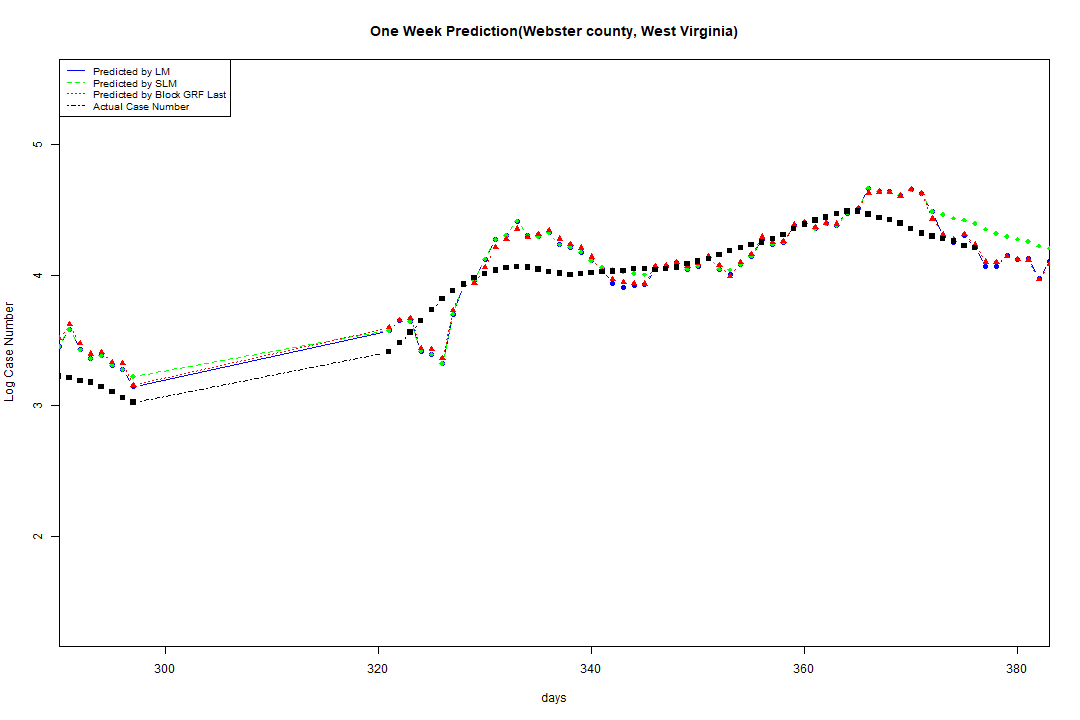 One Week Prediction(Webster county, West Virginia)
Predicted by LM
Predicted by SLM
Predicted by Block GRF Last
Actual Case Number
5
4
3
2
Log Case Number
300 320 340 360 380
days